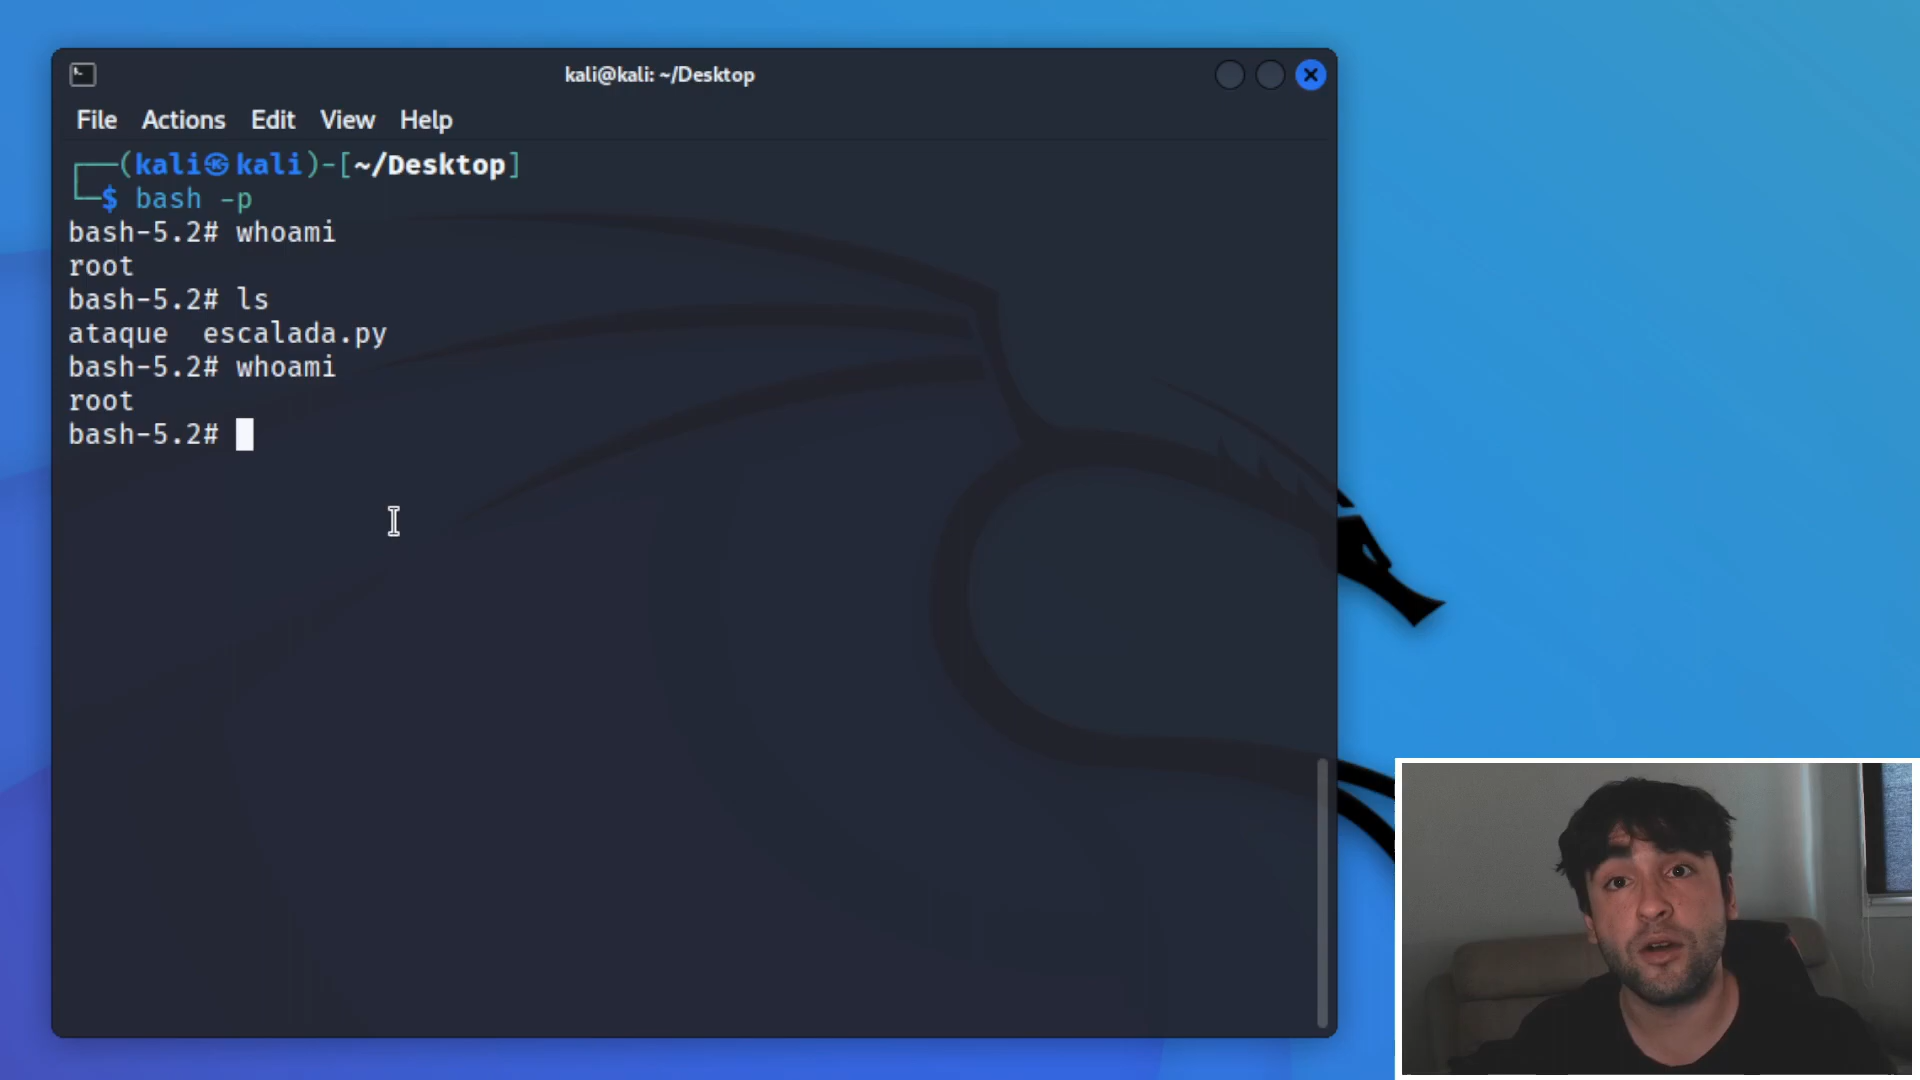 kali@kali: ~/Desktop
File Actions Edit View Help
┌──(kali㉿kali)-[~/Desktop]
└─$ bash -p
bash-5.2# whoami
root
bash-5.2# ls
ataque  escalada.py
bash-5.2# whoami
root
bash-5.2#